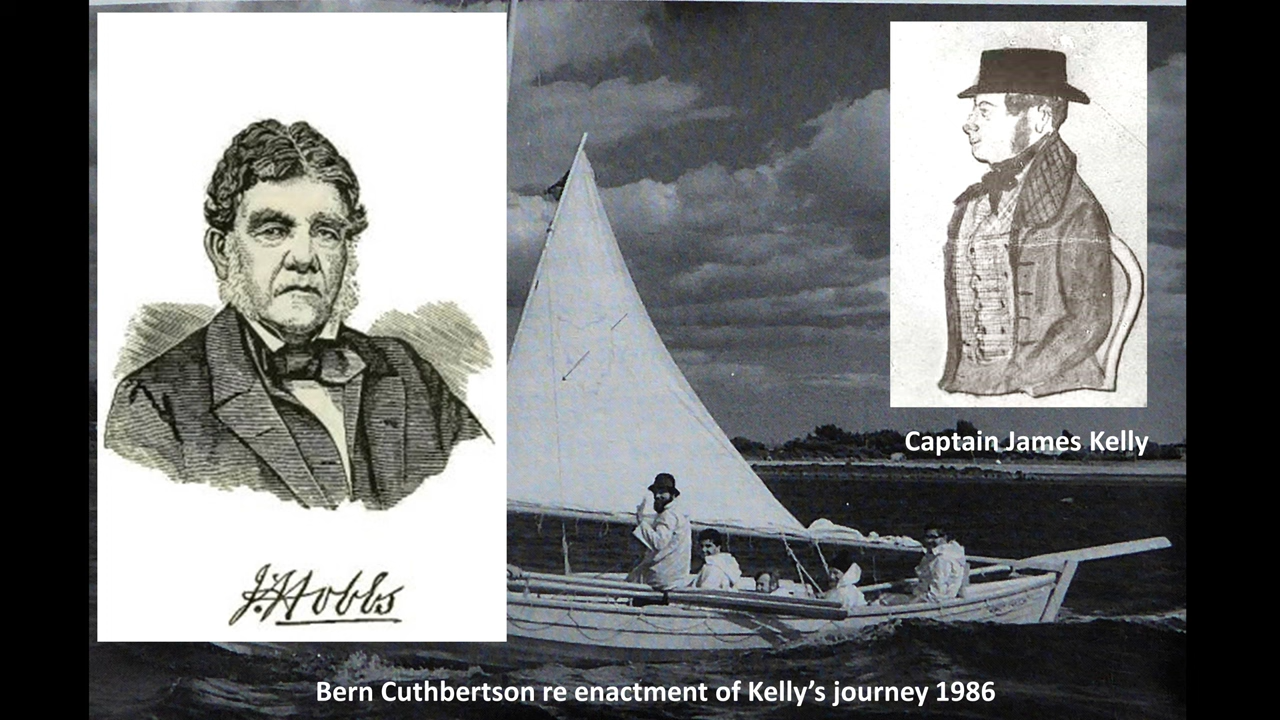 Captain James Kelly
J. Hobbs
Bern Cuthbertson re enactment of Kelly’s journey 1986